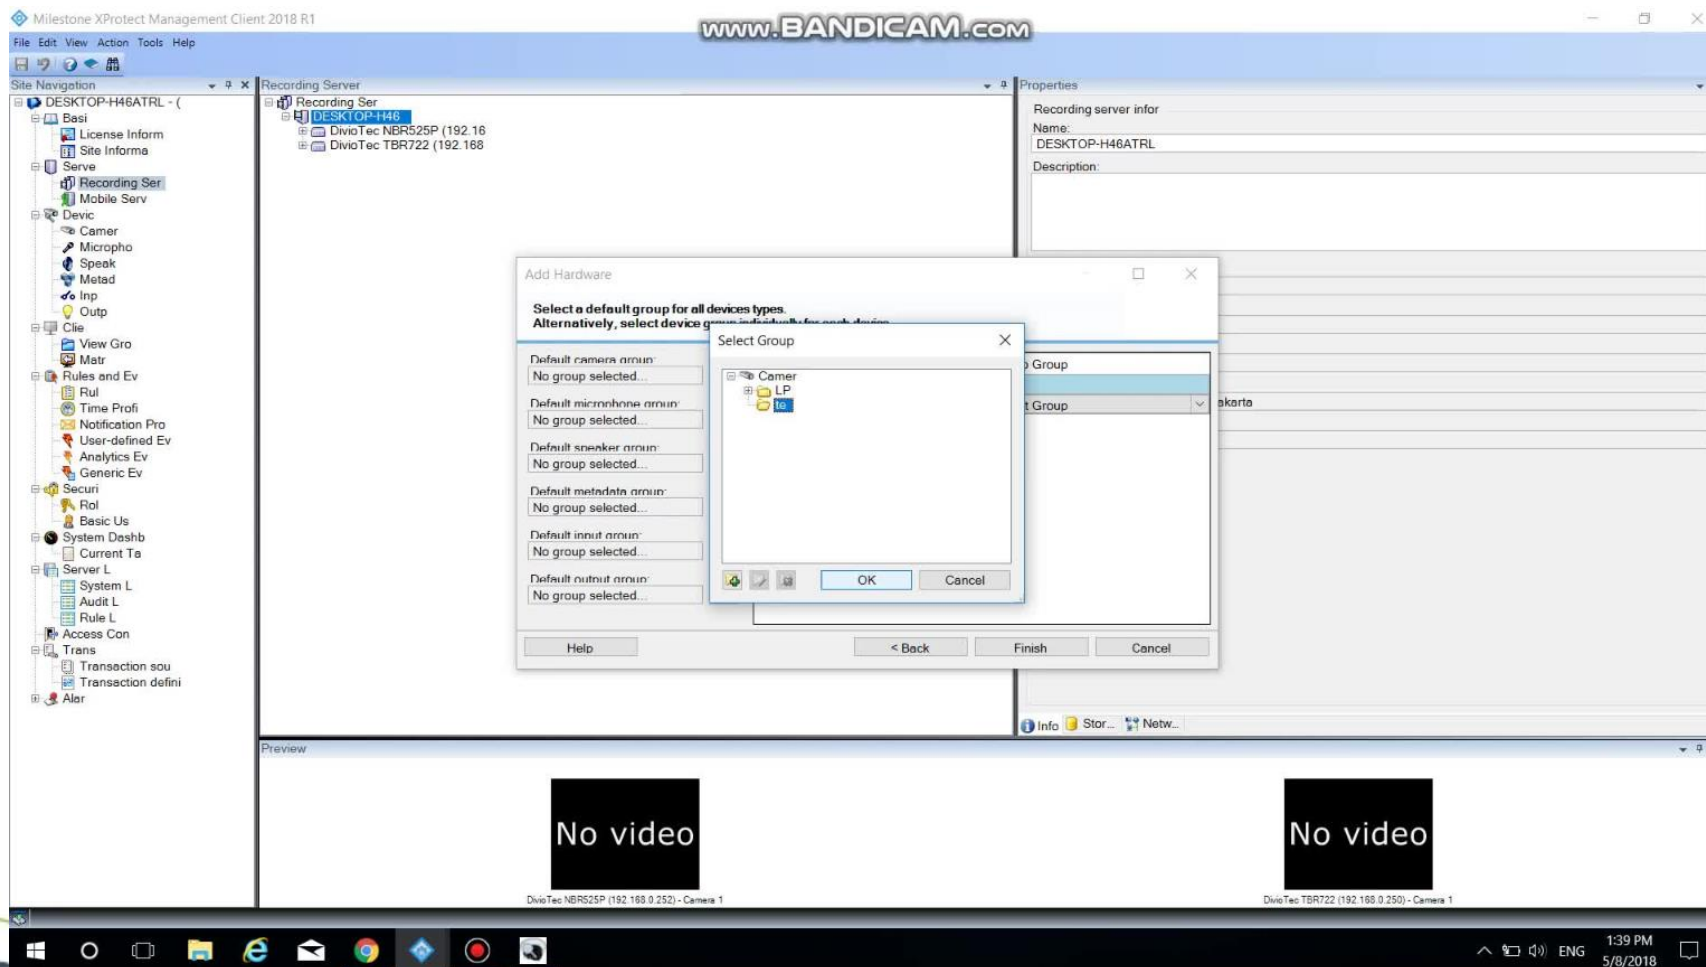 Milestone XProtect Management Client 2018 R1
www.BANDICAM.com
File Edit View Action Tools Help
Site Navigation
DESKTOP-H46ATRL - (
Basi
License Inform
Site Informa
Serve
Recording Ser
Mobile Serv
Devic
Camer
Micropho
Speak
Metad
Inp
Outp
Clie
View Gro
Matr
Rules and Ev
Rul
Time Profi
Notification Pro
User-defined Ev
Analytics Ev
Generic Ev
Securi
Rol
Basic Us
System Dashb
Current Ta
Server L
System L
Audit L
Rule L
Access Con
Trans
Transaction sou
Transaction defini
Alar
Recording Server
Recording Ser
DESKTOP-H46
DivioTec NBR525P (192.16
DivioTec TBR722 (192.168
Properties
Recording server infor
Name:
DESKTOP-H46ATRL
Description:
akarta
Info Stor... Netw...
Add Hardware
Select a default group for all devices types.
Alternatively, select device group individually for each device.
Default camera group:
No group selected...
Default microphone group:
No group selected...
Default speaker group:
No group selected...
Default metadata group:
No group selected...
Default input group:
No group selected...
Default output group:
No group selected...
Group
t Group
Help < Back Finish Cancel
Select Group
Camer
LP
te
OK Cancel
Preview
No video
DivioTec NBR525P (192.168.0.252) - Camera 1
No video
DivioTec TBR722 (192.168.0.250) - Camera 1
ENG
1:39 PM
5/8/2018